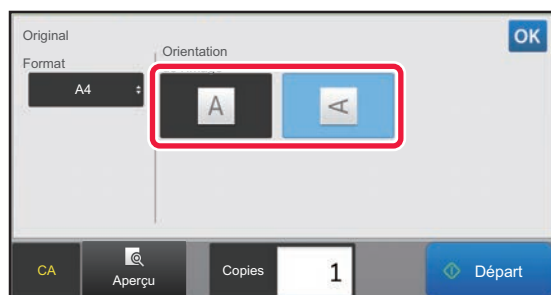 Original
OK
Orientation
Format
A4
A
A
CA
Aperçu
Copies
1
Départ